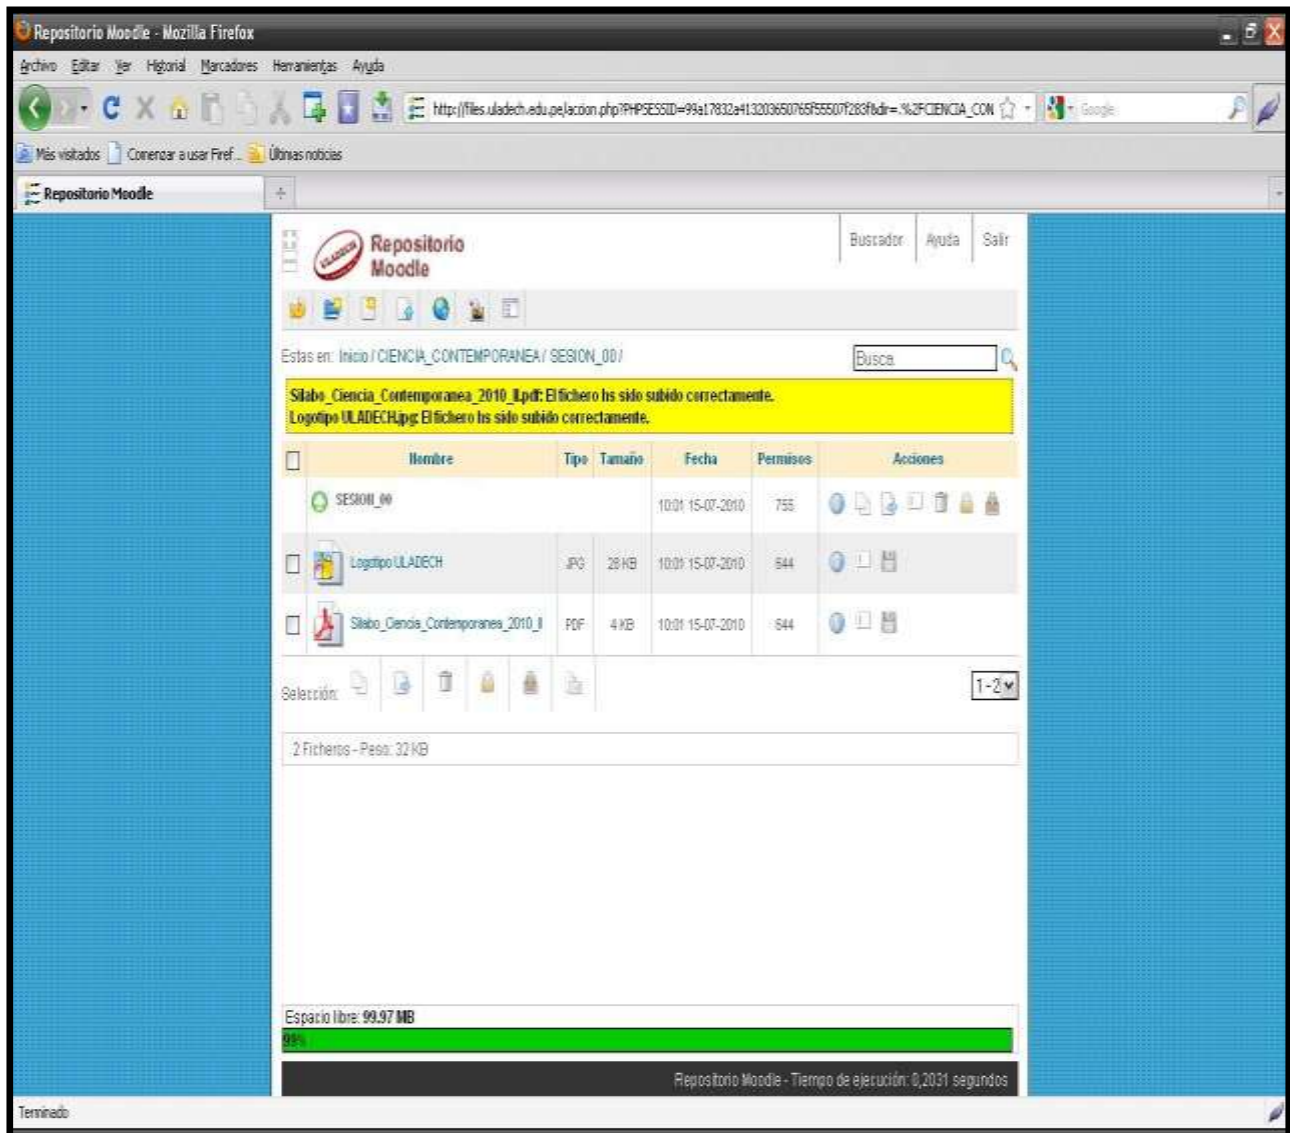 Repositorio Moodle - Mozilla Firefox
Archivo Editar Ver Historial Marcadores Herramientas Ayuda
Google
Más visitados Comenzar a usar Firef... Últimas noticias
Repositorio Moodle
ULADECH
Repositorio
Moodle
Buscador Ayuda Salir
Estas en: Inicio / CIENCIA_CONTEMPORANEA / SESION_00 /
Busca
Silabo_Ciencia_Contemporanea_2010_II.pdf: El fichero hs sido subido correctamente.
Logotipo ULADECH.jpg: El fichero hs sido subido correctamente.
Nombre Tipo Tamaño Fecha Permisos Acciones
SESION_00 10:01 15-07-2010 755
Logotipo ULADECH JPG 28 KB 10:01 15-07-2010 644
Silabo_Ciencia_Contemporanea_2010_II PDF 4 KB 10:01 15-07-2010 644
Selección: 1-2
2 Ficheros - Peso: 32 KB
Espacio libre: 99.97 MB
99%
Repositorio Moodle - Tiempo de ejecución: 0,2031 segundos
Terminado